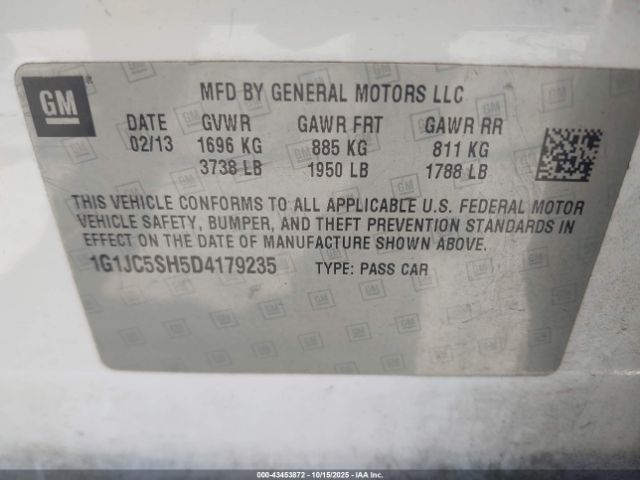 GM
MFD BY GENERAL MOTORS LLC
DATE GVWR GAWR FRT GAWR RR
02/13 1696 KG 885 KG 811 KG
3738 LB 1950 LB 1788 LB
THIS VEHICLE CONFORMS TO ALL APPLICABLE U.S. FEDERAL MOTOR
VEHICLE SAFETY, BUMPER, AND THEFT PREVENTION STANDARDS IN
EFFECT ON THE DATE OF MANUFACTURE SHOWN ABOVE.
1G1JC5SH5D4179235 TYPE: PASS CAR
000-43453872 - 10/15/2025 - IAA Inc.